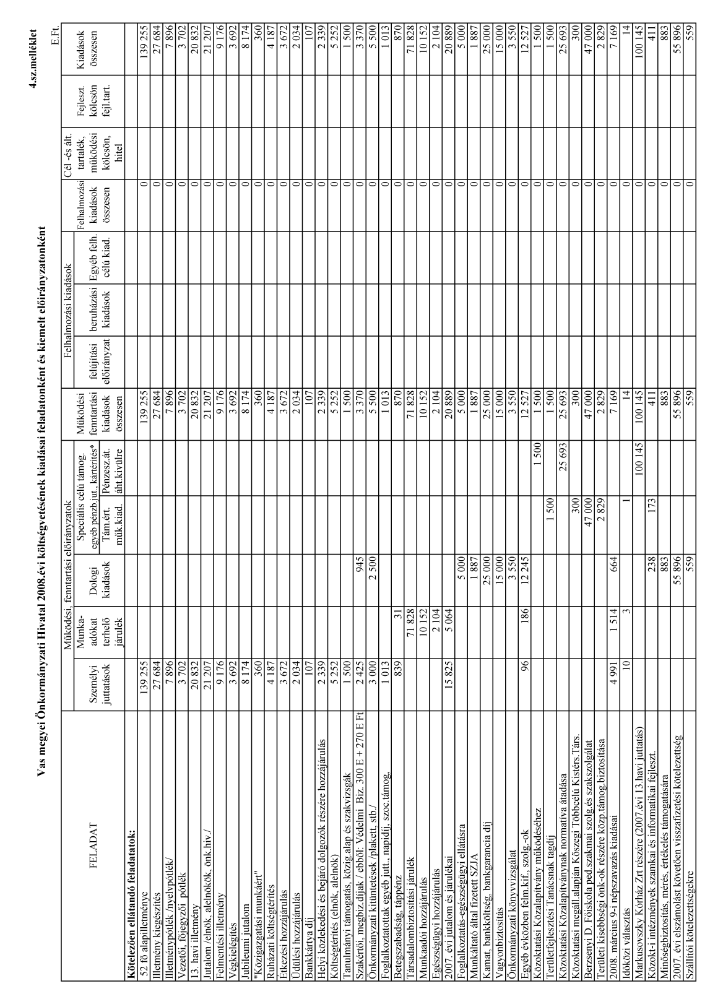 4.sz.melléklet
Vas megyei Önkormányzati Hivatal 2008.évi költségvetésének kiadásai feladatonként és kiemelt előirányzatonként
E.Ft.
FELADAT
Működési, fenntartási előirányzatok
Személyi juttatások
Munka-adókat terhelő járulék
Dologi kiadások
Speciális célú támog.
egyéb pénzb.jut., kártérítés*
Tám.ért. műk.kiad.
Pénzesz.át. áht.kívülre
Működési fenntartási kiadások összesen
Felhalmozási kiadások
felújítási előirányzat
beruházási kiadások
Egyéb felh. célú kiad.
Felhalmozási kiadások összesen
Cél -és ált. tartalék, működési kölcsön, hitel
Fejleszt. kölcsön fejl.tart.
Kiadások összesen
Kötelezően ellátandó feladatatok:
52 fő alapilletménye 139 255 139 255 0 139 255
Illetmény kiegészítés 27 684 27 684 0 27 684
Illetménypótlék /nyelvpótlék/ 7 896 7 896 0 7 896
Vezetői, főjegyzői pótlék 3 702 3 702 0 3 702
13. havi illetmény 20 832 20 832 0 20 832
Jutalom /elnök, alelnökök, önk.hiv./ 21 207 21 207 0 21 207
Felmentési illetmény 9 176 9 176 0 9 176
Végkielégítés 3 692 3 692 0 3 692
Jubileumi jutalom 8 174 8 174 0 8 174
"Közigazgatási munkáért" 360 360 0 360
Ruházati költségtérítés 4 187 4 187 0 4 187
Étkezési hozzájárulás 3 672 3 672 0 3 672
Üdülési hozzájárulás 2 034 2 034 0 2 034
Bankkártya díj 107 107 0 107
Helyi közlekedési és bejáró dolgozók részére hozzájárulás 2 339 2 339 0 2 339
Költségtérítés (elnök, alelnök) 5 252 5 252 0 5 252
Tanulmányi támogatás, közig.alap és szakvizsgák 1 500 1 500 0 1 500
Szakértői, megbiz.díjak / ebből: Védelmi Biz. 300 E + 270 E Ft 2 425 945 3 370 0 3 370
Önkormányzati kitüntetések /plakett, stb./ 3 000 2 500 5 500 0 5 500
Foglalkoztatottak egyéb jutt., napidíj, szoc.támog. 1 013 1 013 0 1 013
Betegszabadság, táppénz 839 31 870 0 870
Társadalombiztosítási járulék 71 828 71 828 0 71 828
Munkaadói hozzájárulás 10 152 10 152 0 10 152
Egészségügyi hozzájárulás 2 104 2 104 0 2 104
2007. évi jutalom és járulékai 15 825 5 064 20 889 0 20 889
Foglalkoztatás-egészségügyi ellátásra 5 000 5 000 0 5 000
Munkáltató által fizetett SZJA 1 887 1 887 0 1 887
Kamat, bankköltség, bankgarancia díj 25 000 25 000 0 25 000
Vagyonbiztosítás 15 000 15 000 0 15 000
Önkormányzati könyvvizsgálat 3 550 3 550 0 3 550
Egyéb évközben felm.kif., szolg.-ok 96 186 12 245 12 527 0 12 527
Közoktatási Közalapítvány működéséhez 1 500 1 500 0 1 500
Területfejlesztési Tanácsnak tagdíj 1 500 1 500 0 1 500
Közoktatási Közalapítványnak normatíva átadása 25 693 25 693 0 25 693
Közoktatási megáll.alapján Kőszegi Többcélú Kistérs.Társ. 300 300 0 300
Berzsenyi D. Főiskola ped.szakmai szolg.és szakszolgálat 47 000 47 000 0 47 000
Területi kisebbségi önk-ok részére közp.támog.biztosítása 2 829 2 829 0 2 829
2008. március 9-i népszavazás kiadásai 4 991 1 514 664 7 169 0 7 169
Időközi választás 10 3 1 14 0 14
Markusovszky Kórház Zrt részére (2007.évi 13.havi juttatás) 100 145 100 145 0 100 145
Közokt-i intézmények szamkai és informatikai fejleszt. 238 173 411 0 411
Minőségbiztosítás, mérés, értékelés támogatására 883 883 0 883
2007. évi elszámolást követően visszafizetési kötelezettség 55 896 55 896 0 55 896
Szállítói kötelezettségekre 559 559 0 559